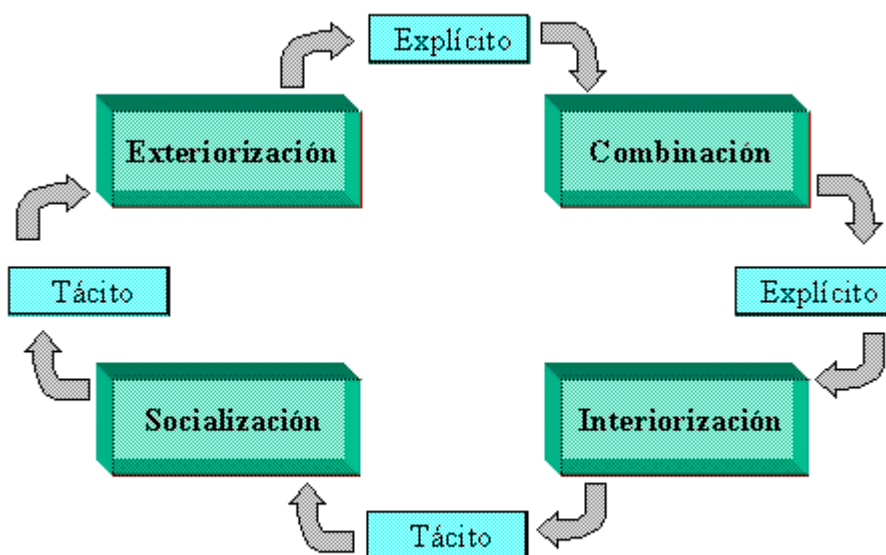 Explícito
Exteriorización
Combinación
Tácito
Explícito
Socialización
Interiorización
Tácito